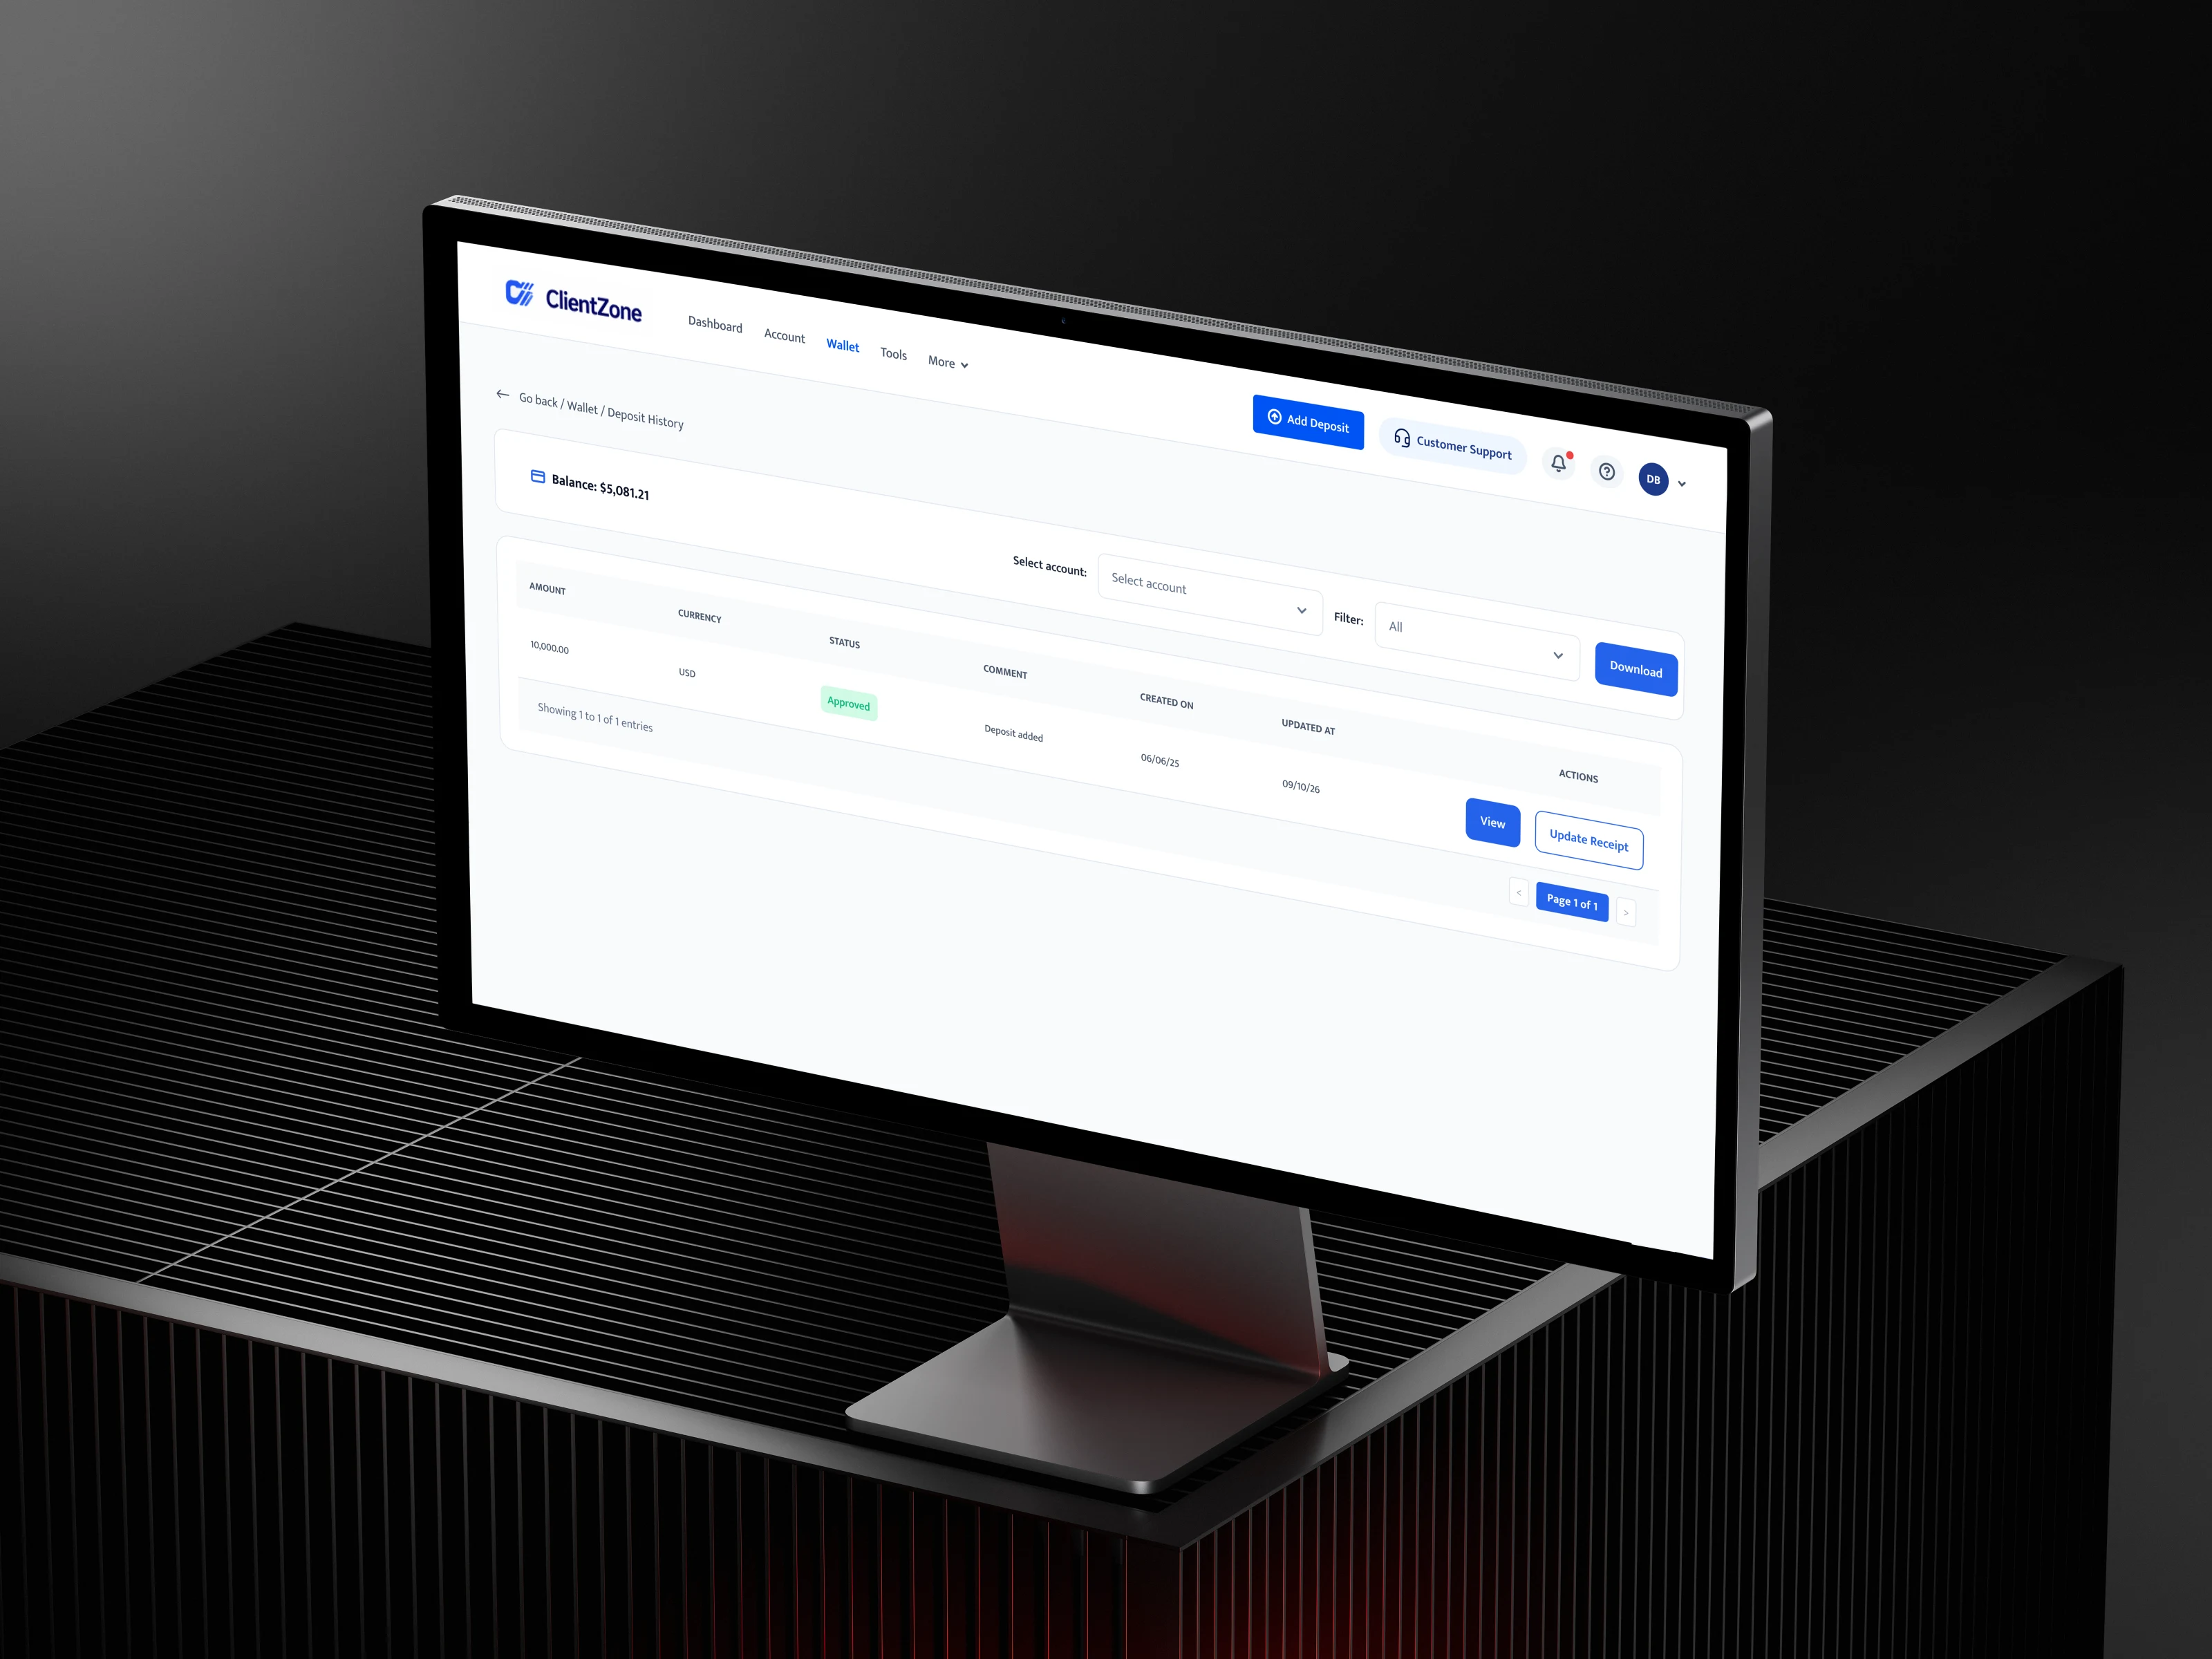 ClientZone
Dashboard Account Wallet Tools More
Add Deposit Customer Support DB
Go back / Wallet / Deposit History
Balance: $5,081.21
Select account: Select account Filter: All Download
AMOUNT CURRENCY STATUS COMMENT CREATED ON UPDATED AT ACTIONS
10,000.00 USD Approved Deposit added 06/06/25 09/10/26 View Update Receipt
Showing 1 to 1 of 1 entries < Page 1 of 1 >